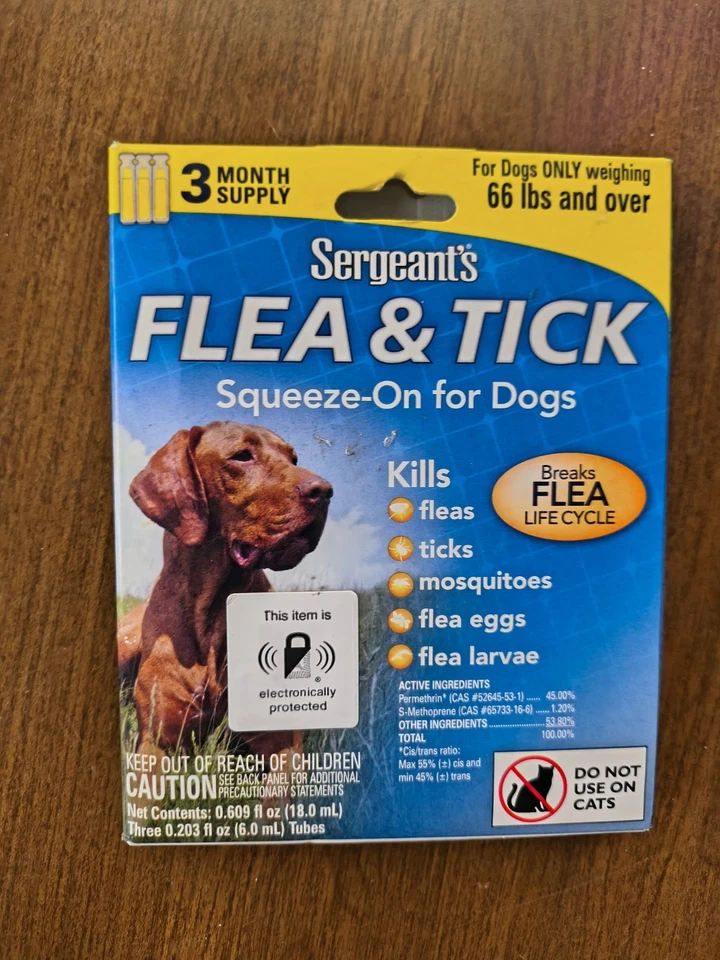 3 MONTH
SUPPLY
For Dogs ONLY weighing
66 lbs and over
Sergeant's®
FLEA & TICK
Squeeze-On for Dogs
Kills
fleas
ticks
mosquitoes
flea eggs
flea larvae
Breaks
FLEA
LIFE CYCLE
This item is
®
electronically
protected
ACTIVE INGREDIENTS
Permethrin* (CAS #52645-53-1) ...... 45.00%
S-Methoprene (CAS #65733-16-6) ..... 1.20%
OTHER INGREDIENTS ........................ 53.80%
TOTAL 100.00%
*Cis/trans ratio:
Max 55% (±) cis and
min 45% (±) trans
KEEP OUT OF REACH OF CHILDREN
CAUTION SEE BACK PANEL FOR ADDITIONAL
PRECAUTIONARY STATEMENTS
Net Contents: 0.609 fl oz (18.0 mL)
Three 0.203 fl oz (6.0 mL) Tubes
DO NOT
USE ON
CATS